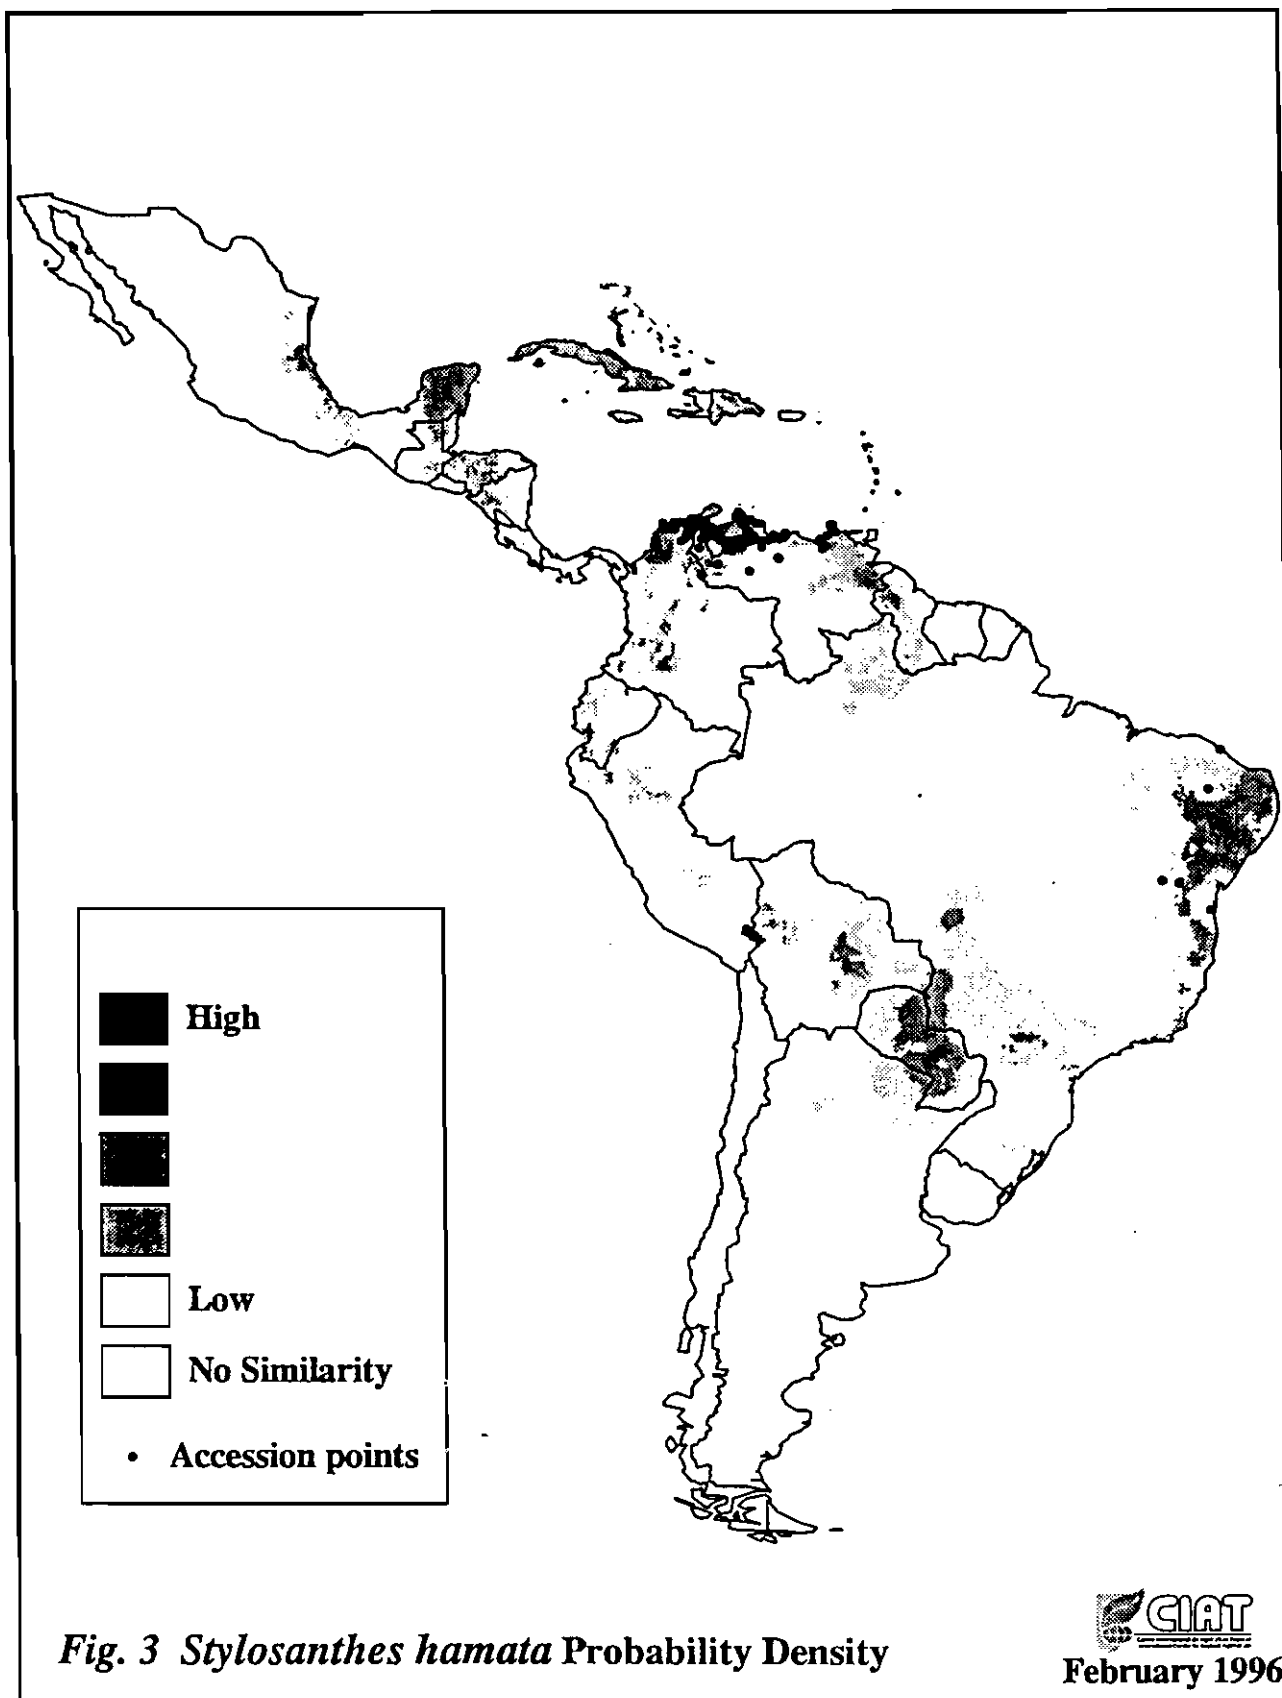 High
Low
No Similarity
• Accession points
Fig. 3 Stylosanthes hamata Probability Density
CIAT
February 1996